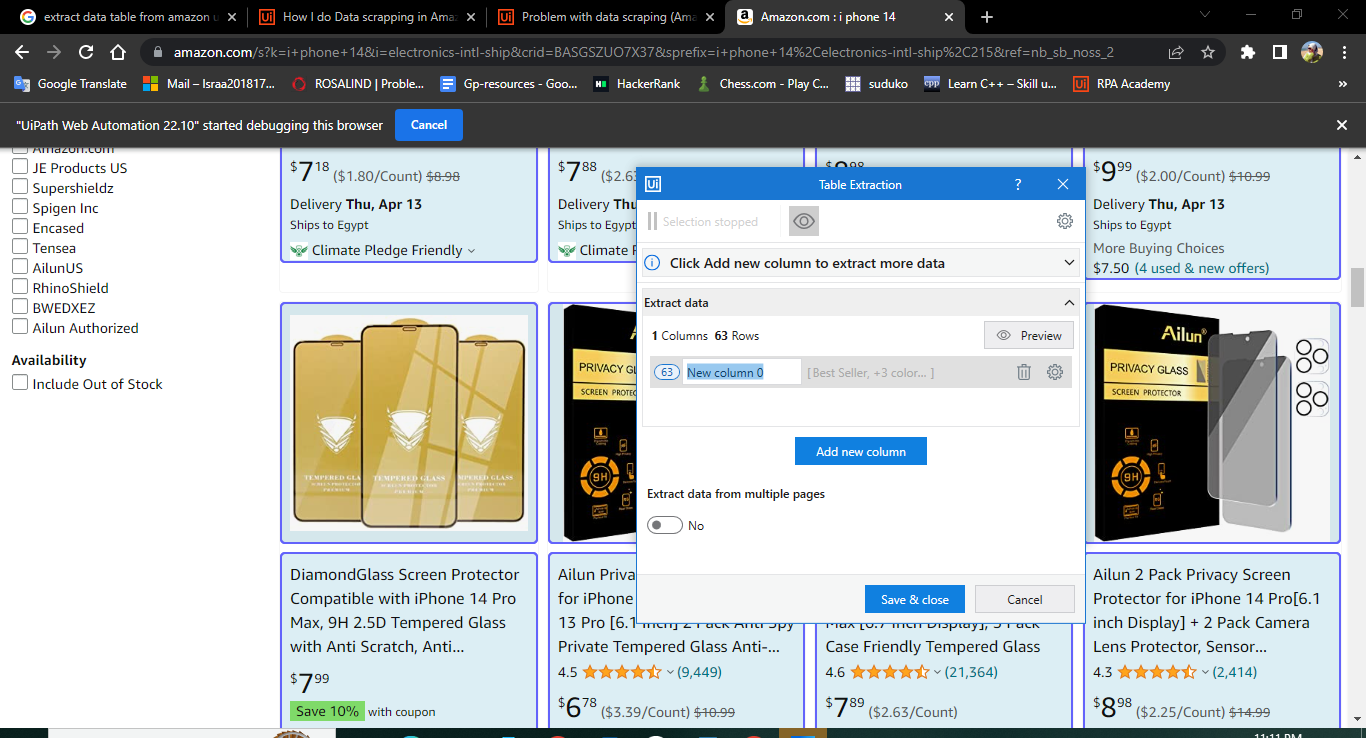 extract data table from amazon u
How I do Data scrapping in Amaz
Problem with data scraping (Ama
Amazon.com : i phone 14
amazon.com/s?k=i+phone+14&i=electronics-intl-ship&crid=BASGSZUO7X37&sprefix=i+phone+14%2Celectronics-intl-ship%2C215&ref=nb_sb_noss_2
Google Translate
Mail – Israa201817...
ROSALIND | Proble...
Gp-resources - Goo...
HackerRank
Chess.com - Play C...
suduko
Learn C++ – Skill u...
RPA Academy
»
"UiPath Web Automation 22.10" started debugging this browser
Cancel
Amazon.com
JE Products US
Supershieldz
Spigen Inc
Encased
Tensea
AilunUS
RhinoShield
BWEDXEZ
Ailun Authorized
Availability
Include Out of Stock
$7.18 ($1.80/Count) $8.98
Delivery Thu, Apr 13
Ships to Egypt
Climate Pledge Friendly
$7.88 ($2.63
Delivery Thu
Ships to Egypt
Climate P
$9.99 ($2.00/Count) $10.99
Delivery Thu, Apr 13
Ships to Egypt
More Buying Choices
$7.50 (4 used & new offers)
Ui
Table Extraction
?
Selection stopped
Click Add new column to extract more data
Extract data
1 Columns 63 Rows
Preview
63
New column 0
[Best Seller, +3 color... ]
Add new column
Extract data from multiple pages
No
Save & close
Cancel
TEMPERED GLASS
PREMIUM
PRIVACY GL
SCREEN PROTEC
9H
Ailun
PRIVACY GLASS
SCREEN PROTECTOR
9H
DiamondGlass Screen Protector
Compatible with iPhone 14 Pro
Max, 9H 2.5D Tempered Glass
with Anti Scratch, Anti...
$7.99
Save 10% with coupon
Ailun Priva
for iPhone
13 Pro [6.1 Inch] 2 Pack Anti Spy
Private Tempered Glass Anti-...
4.5 (9,449)
$6.78 ($3.39/Count) $10.99
Max [6.7 Inch Display], 3 Pack
Case Friendly Tempered Glass
4.6 (21,364)
$7.89 ($2.63/Count)
Ailun 2 Pack Privacy Screen
Protector for iPhone 14 Pro[6.1
inch Display] + 2 Pack Camera
Lens Protector, Sensor...
4.3 (2,414)
$8.98 ($2.25/Count) $14.99
11:11 PM